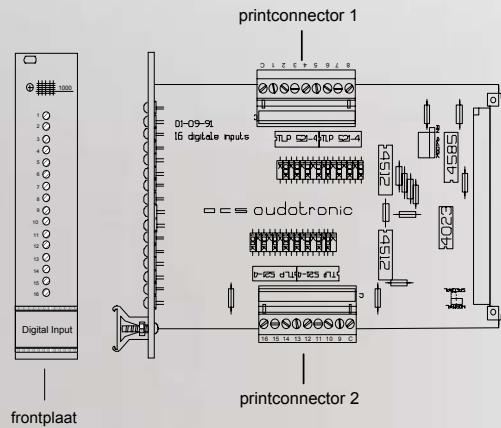 printconnector 1
1000
1
2
3
4
5
6
7
8
9
10
11
12
13
14
15
16
Digital Input
frontplaat
C 1 2 3 4 5 6 7 8
01-09-91
16 digitale inputs
TLP 521-4
TLP 521-4
4512
4585
4023
acs oudotronic
4512
TLP 521-4
TLP 521-4
C
16 15 14 13 12 11 10 9 C
printconnector 2